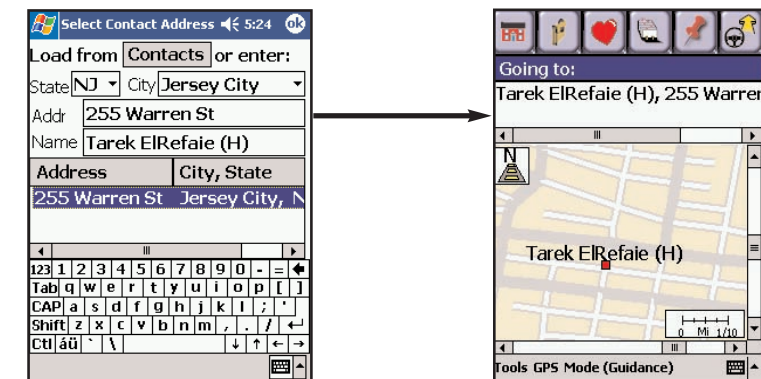 Select Contact Address 5:24 ok
Load from Contacts or enter:
State NJ City Jersey City
Addr 255 Warren St
Name Tarek ElRefaie (H)
Address City, State
255 Warren St Jersey City, N
123 1 2 3 4 5 6 7 8 9 0 - =
Tab q w e r t y u i o p [ ]
CAP a s d f g h j k l ; '
Shift z x c v b n m , . /
Ctl áü ` \
Going to:
Tarek ElRefaie (H), 255 Warren
N
Tarek ElRefaie (H)
0 Mi 1/10
Tools GPS Mode (Guidance)